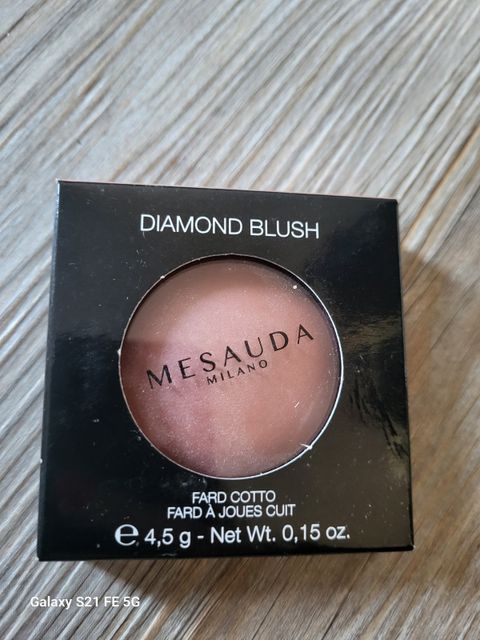 DIAMOND BLUSH
MESAUDA
MILANO
FARD COTTO
FARD À JOUES CUIT
℮ 4,5 g - Net Wt. 0,15 oz.
Galaxy S21 FE 5G